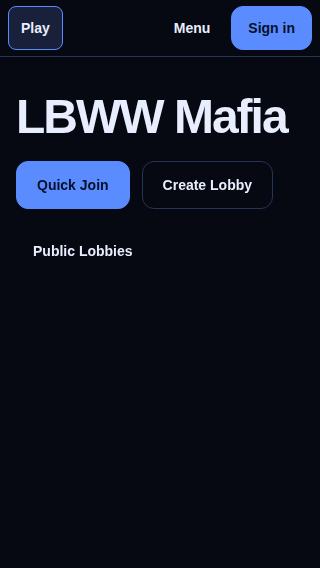 Play
Menu
Sign in
LBWW Mafia
Quick Join
Create Lobby
Public Lobbies